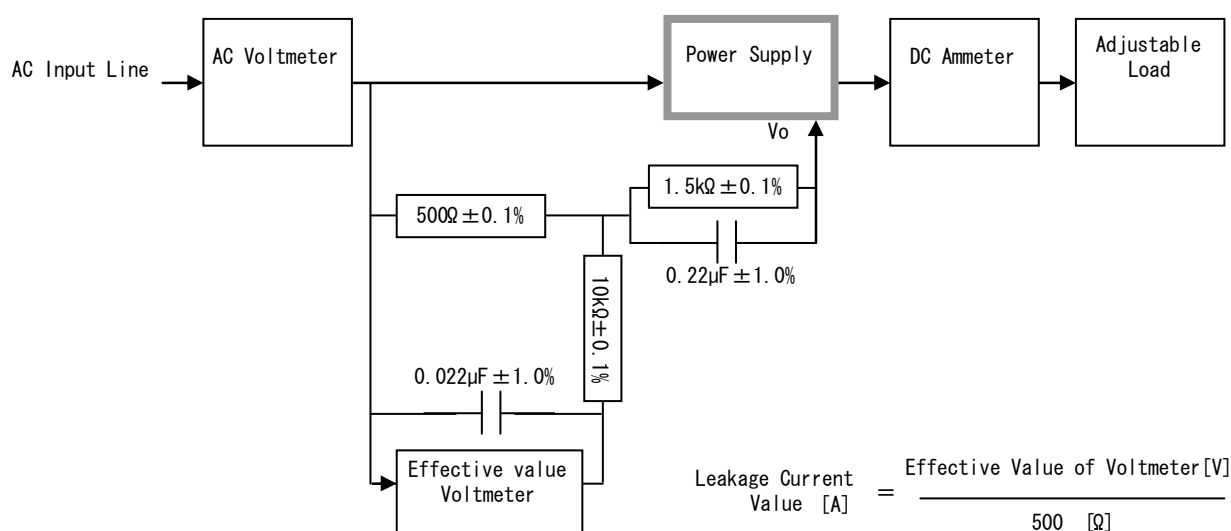 AC Input Line
AC Voltmeter
Power Supply
DC Ammeter
Adjustable
Load
Vo
500Ω±0.1%
1.5kΩ±0.1%
0.22μF±1.0%
10kΩ±0.1%
0.022μF±1.0%
Effective value
Voltmeter
Leakage Current
Value [A]
=
Effective Value of Voltmeter[V]
500 [Ω]